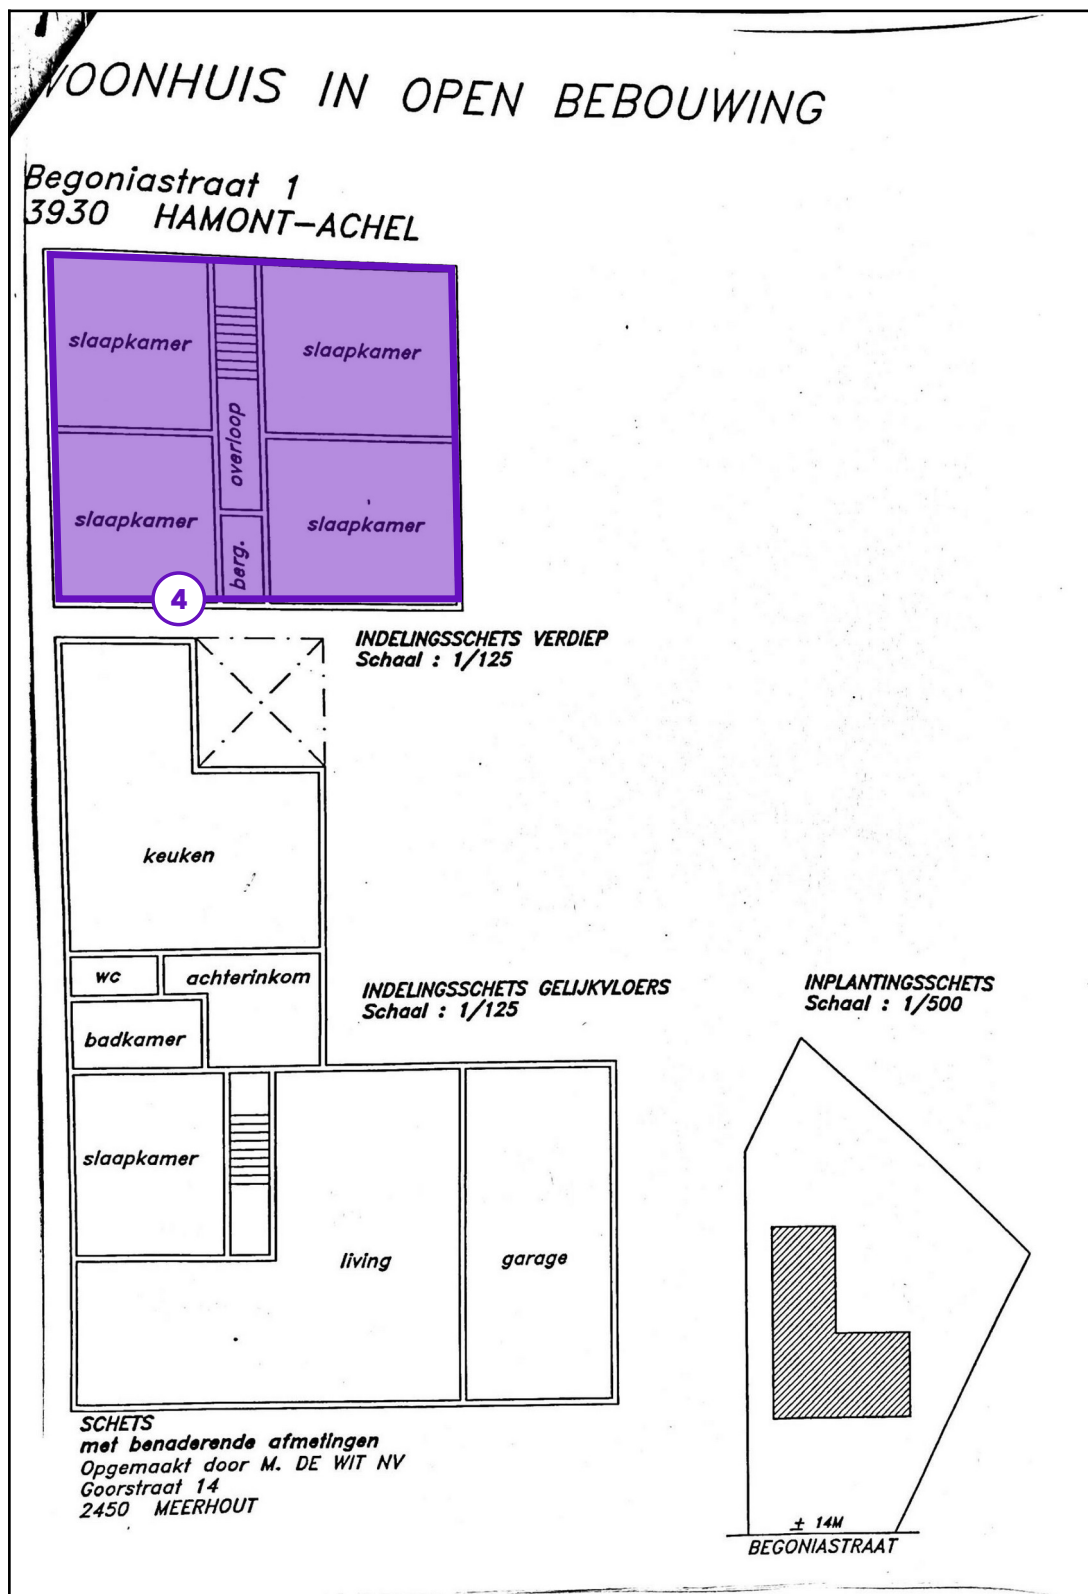 WOONHUIS IN OPEN BEBOUWING
Begoniastraat 1
3930 HAMONT-ACHEL
slaapkamer
slaapkamer
overloop
slaapkamer
slaapkamer
berg.
4
INDELINGSSCHETS VERDIEP
Schaal : 1/125
keuken
wc
achterinkom
badkamer
INDELINGSSCHETS GELIJKVLOERS
Schaal : 1/125
INPLANTINGSSCHETS
Schaal : 1/500
slaapkamer
living
garage
SCHETS
met benaderende afmetingen
Opgemaakt door M. DE WIT NV
Goorstraat 14
2450 MEERHOUT
± 14M
BEGONIASTRAAT